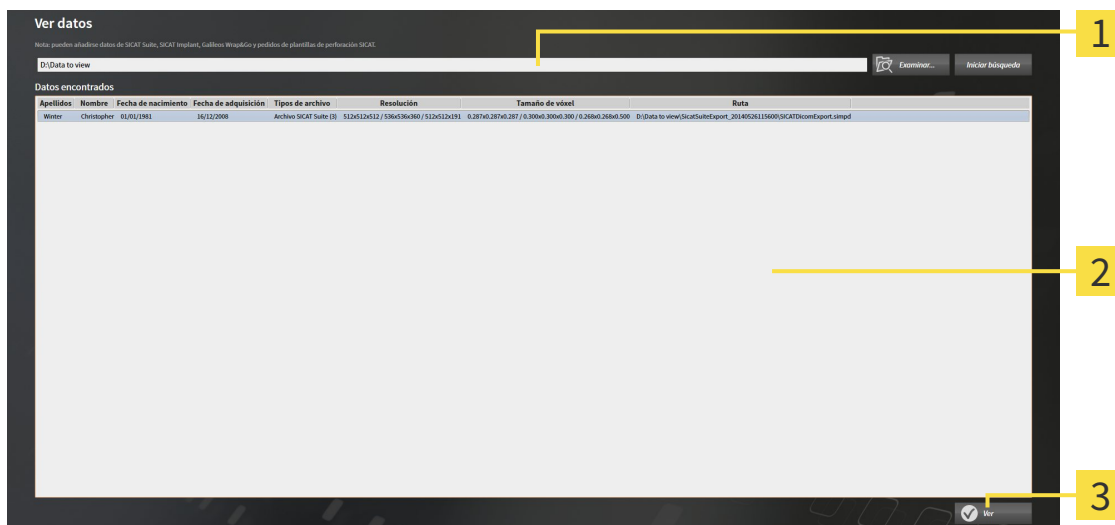 Ver datos
1
Nota: pueden añadirse datos de SICAT Suite, SICAT Implant, Galileos Wrap&Go y pedidos de plantillas de perforación SICAT.
D:\Data to view
Examinar...
Iniciar búsqueda
Datos encontrados
Apellidos Nombre Fecha de nacimiento Fecha de adquisición Tipos de archivo Resolución Tamaño de vóxel Ruta
Winter Christopher 01/01/1981 16/12/2008 Archivo SICAT Suite (3) 512x512x512 / 536x536x360 / 512x512x191 0.287x0.287x0.287 / 0.300x0.300x0.300 / 0.268x0.268x0.500 D:\Data to view\SicatSuiteExport_20140526115600\SICATDicomExport.simpd
2
3
Ver